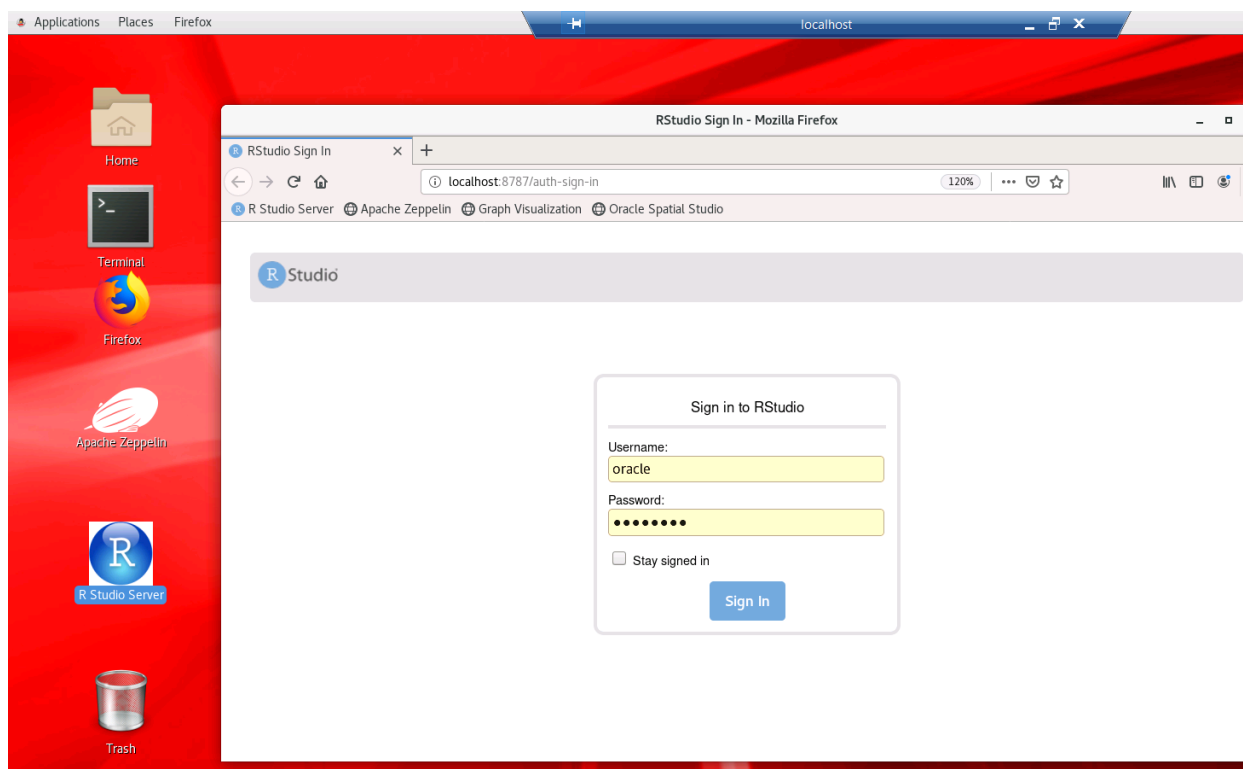 Applications Places Firefox
localhost
Home
>_
Terminal
Firefox
Apache Zeppelin
R Studio Server
Trash
RStudio Sign In - Mozilla Firefox
RStudio Sign In
localhost:8787/auth-sign-in
120%
R Studio Server Apache Zeppelin Graph Visualization Oracle Spatial Studio
R Studio
Sign in to RStudio
Username:
oracle
Password:
Stay signed in
Sign In